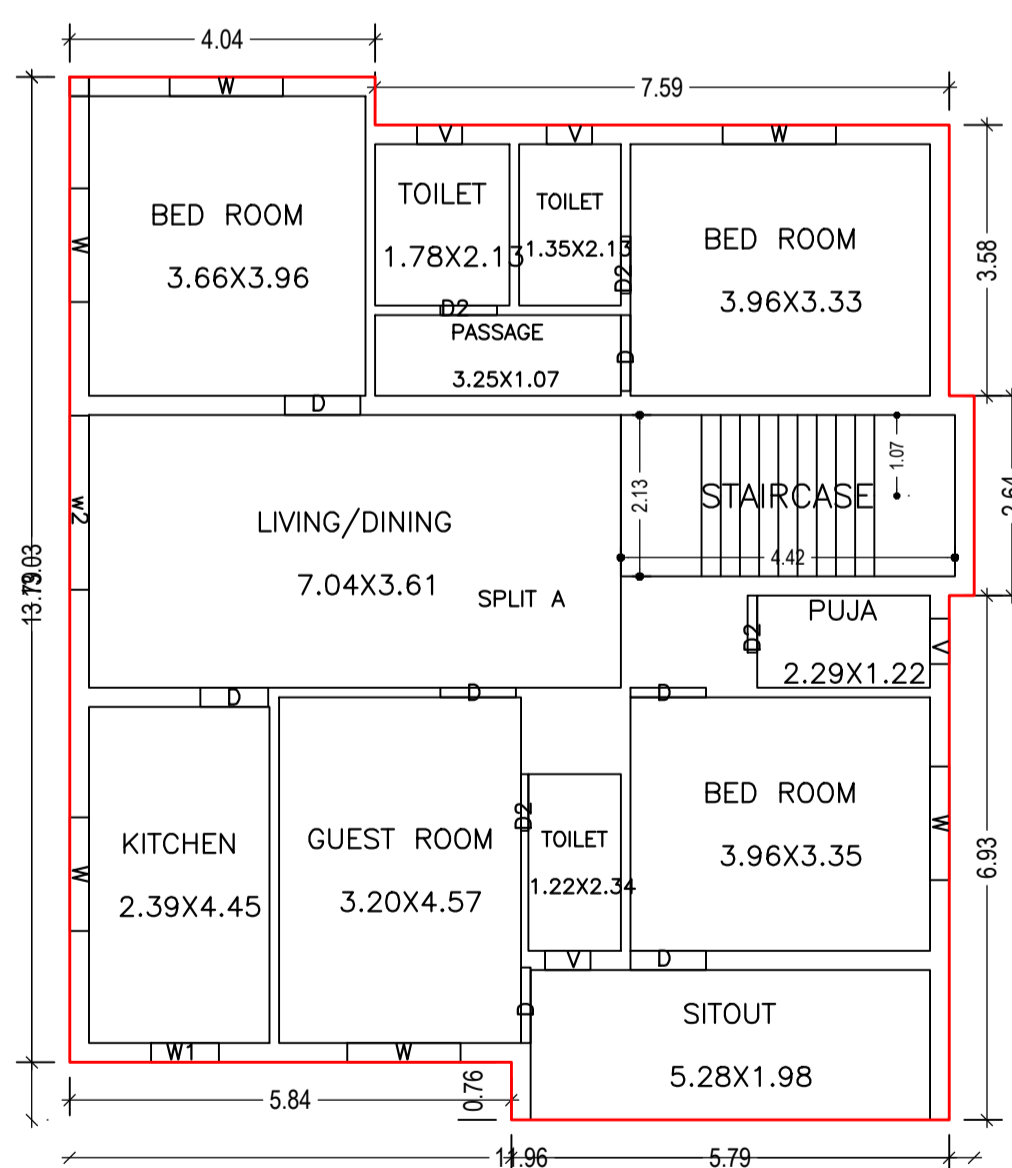 4.04
7.59
W
V
V
W
BED ROOM
3.66X3.96
TOILET
1.78X2.13
TOILET
1.35X2.13
BED ROOM
3.96X3.33
3.58
W
D2
D2
PASSAGE
3.25X1.07
D
D
W2
LIVING/DINING
7.04X3.61
SPLIT A
2.13
STAIRCASE
4.42
1.07
2.64
13.03
D2
PUJA
2.29X1.22
V
D
D
D
KITCHEN
2.39X4.45
W
GUEST ROOM
3.20X4.57
D2
TOILET
1.22X2.34
BED ROOM
3.96X3.35
W
6.93
V
D
D
SITOUT
5.28X1.98
W1
W
0.76
5.84
11.96
5.79